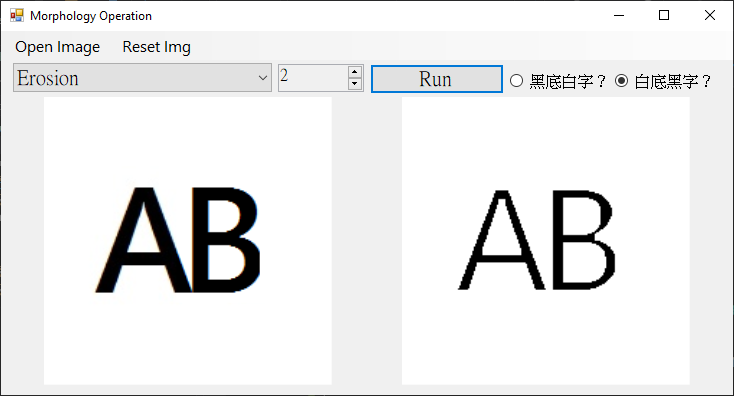 Morphology Operation
Open Image Reset Img
Erosion 2 Run 黑底白字？ 白底黑字？
AB AB